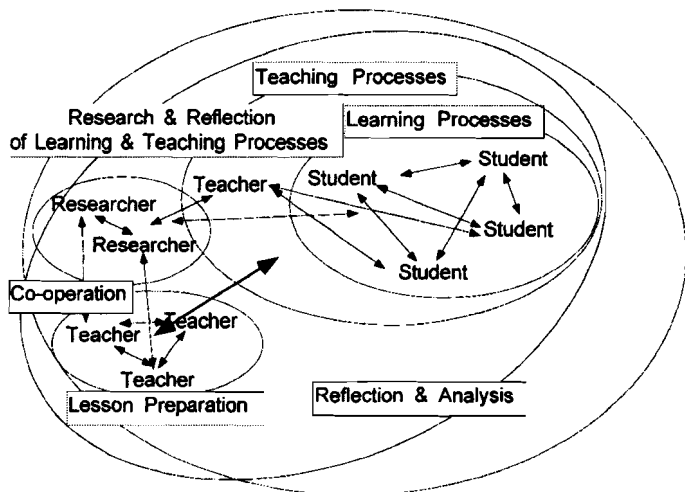 Teaching Processes
Research & Reflection
of Learning & Teaching Processes
Learning Processes
Student
Student
Teacher
Researcher
Student
Researcher
Student
Co-operation
Teacher
Teacher
Teacher
Lesson Preparation
Reflection & Analysis